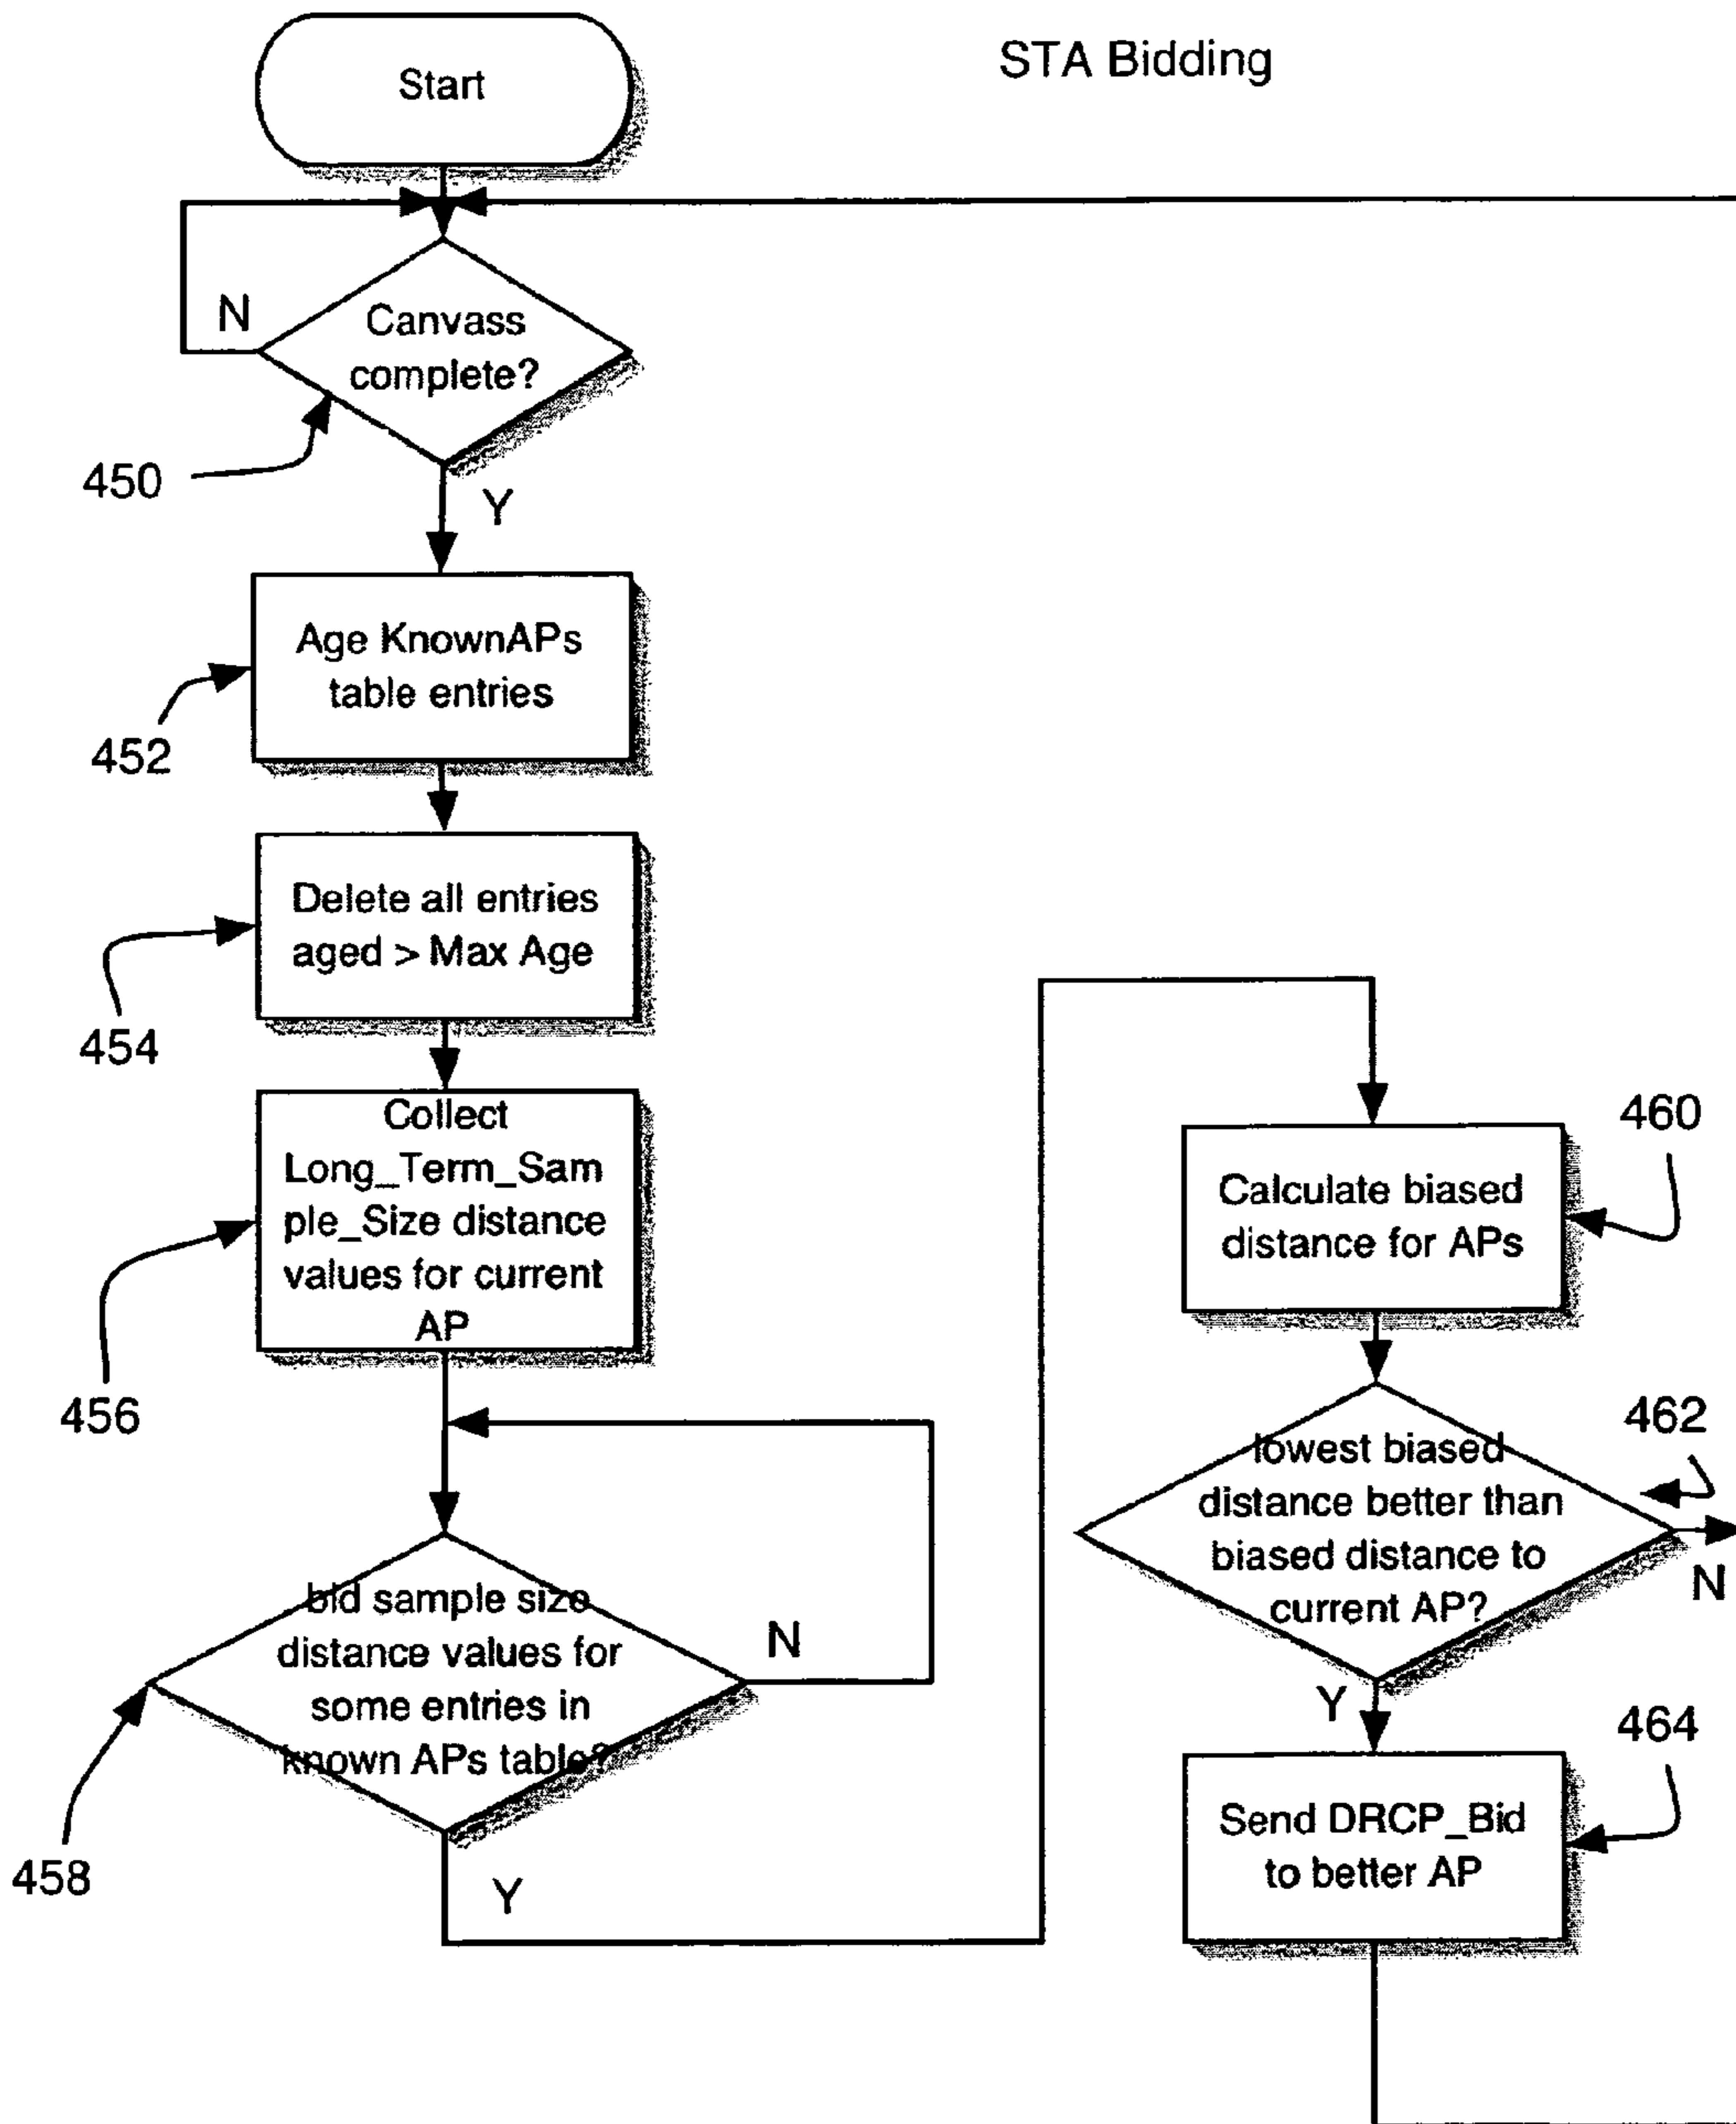 STA Bidding
Start
Canvass
complete?
N
Y
450
Age KnownAPs
table entries
452
Delete all entries
aged > Max Age
454
Collect
Long_Term_Sam
ple_Size distance
values for current
AP
456
bid sample size
distance values for
some entries in
known APs table?
N
Y
458
Calculate biased
distance for APs
460
lowest biased
distance better than
biased distance to
current AP?
462
N
Y
Send DRCP_Bid
to better AP
464